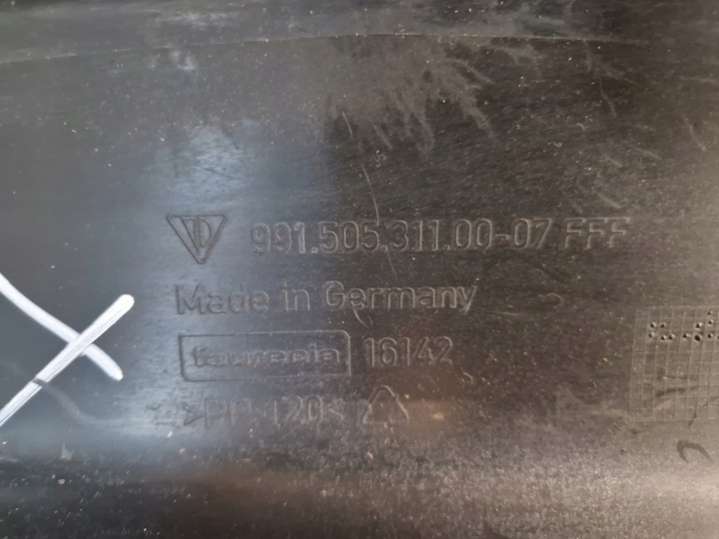 991.505.311.00-07 FFF
Made in Germany
faurecia 16142